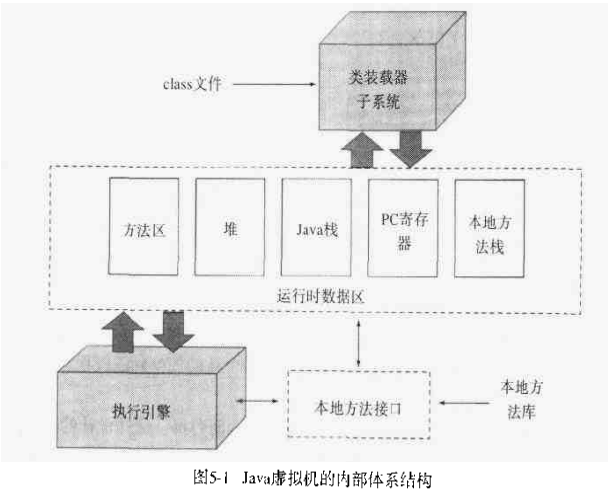 类装载器
子系统
class文件
方法区
堆
Java栈
PC寄存
器
本地方
法栈
运行时数据区
执行引擎
本地方法接口
本地方
法库
图5-1 Java虚拟机的内部体系结构